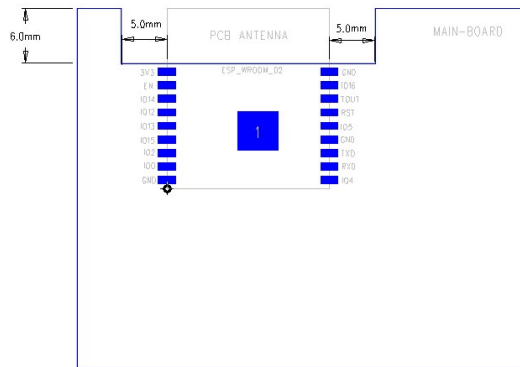 5.0mm
5.0mm
6.0mm
PCB ANTENNA
MAIN-BOARD
ESP_WROOM_02
3V3
EN
IO14
IO12
IO13
IO15
IO2
IO0
GND
1
GND
IO16
TOUT
RST
IO5
GND
TXD
RXD
IO4